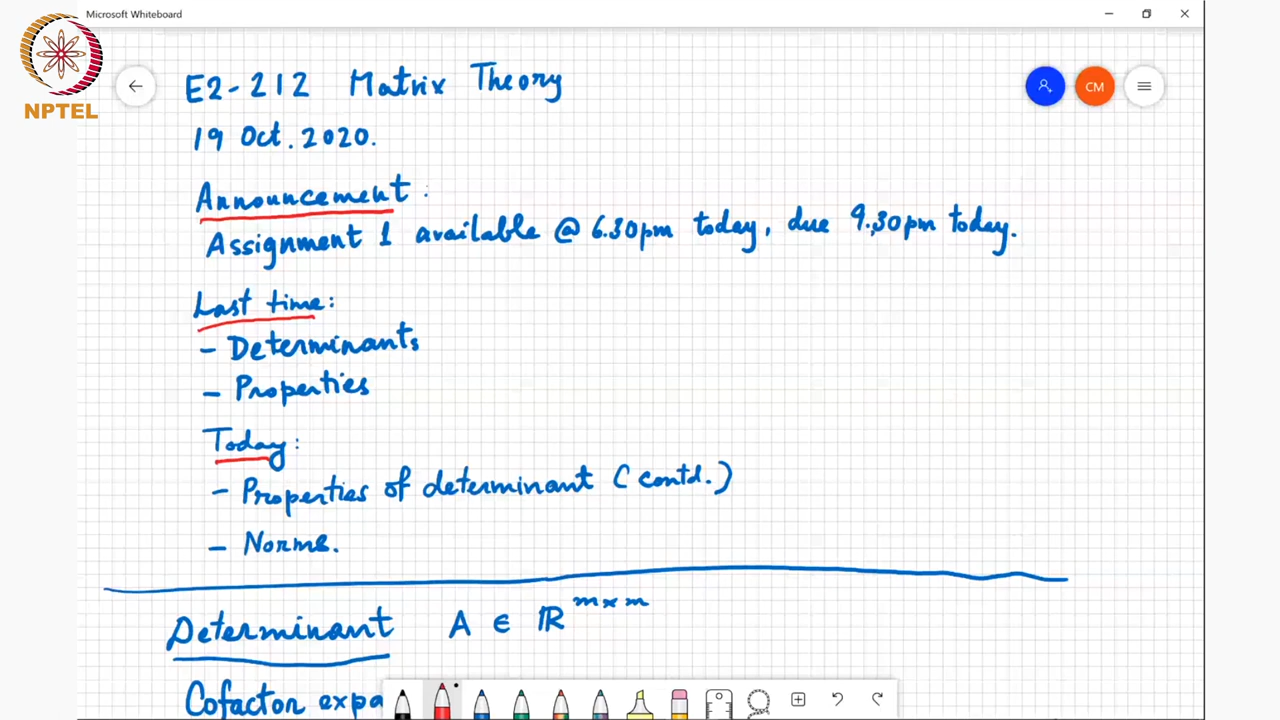 Microsoft Whiteboard
NPTEL
CM
E2-212 Matrix Theory
19 Oct. 2020.
Announcement:
Assignment 1 available @ 6.30pm today, due 9.30pm today.
Last time:
- Determinants
- Properties
Today:
- Properties of determinant (contd.)
- Norms.
Determinant A ∈ ℝ^{m×m}
Cofactor expa